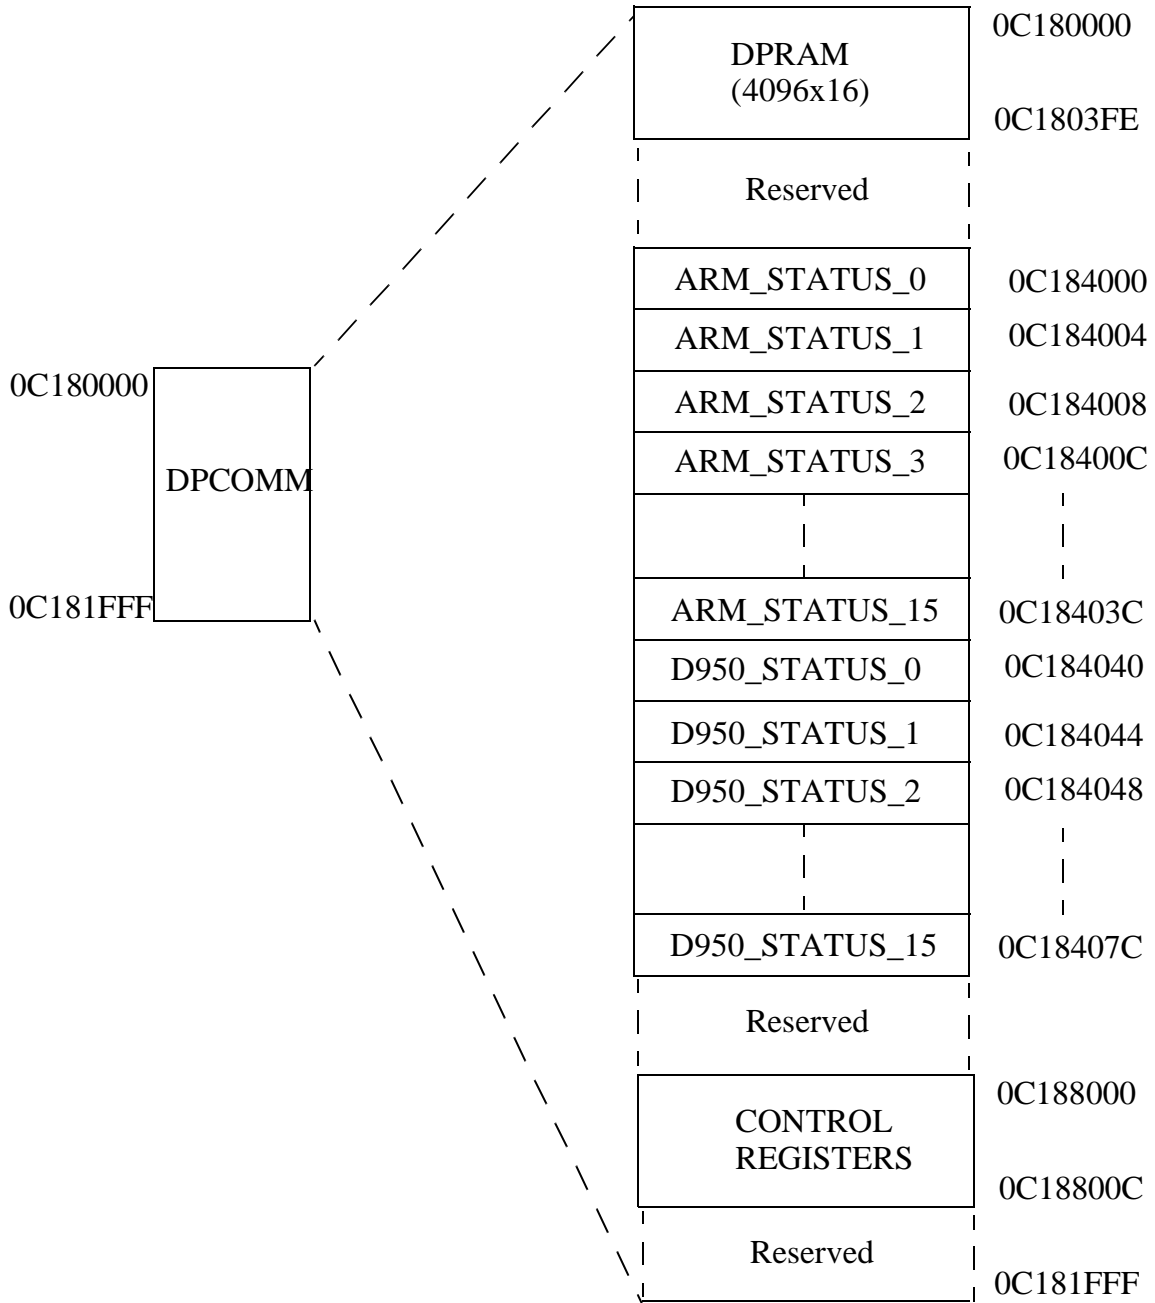 0C180000
DPCOMM
0C181FFF
DPRAM
(4096x16)
0C180000
0C1803FE
Reserved
ARM_STATUS_0 0C184000
ARM_STATUS_1 0C184004
ARM_STATUS_2 0C184008
ARM_STATUS_3 0C18400C
ARM_STATUS_15 0C18403C
D950_STATUS_0 0C184040
D950_STATUS_1 0C184044
D950_STATUS_2 0C184048
D950_STATUS_15 0C18407C
Reserved
CONTROL
REGISTERS
0C188000
0C18800C
Reserved
0C181FFF